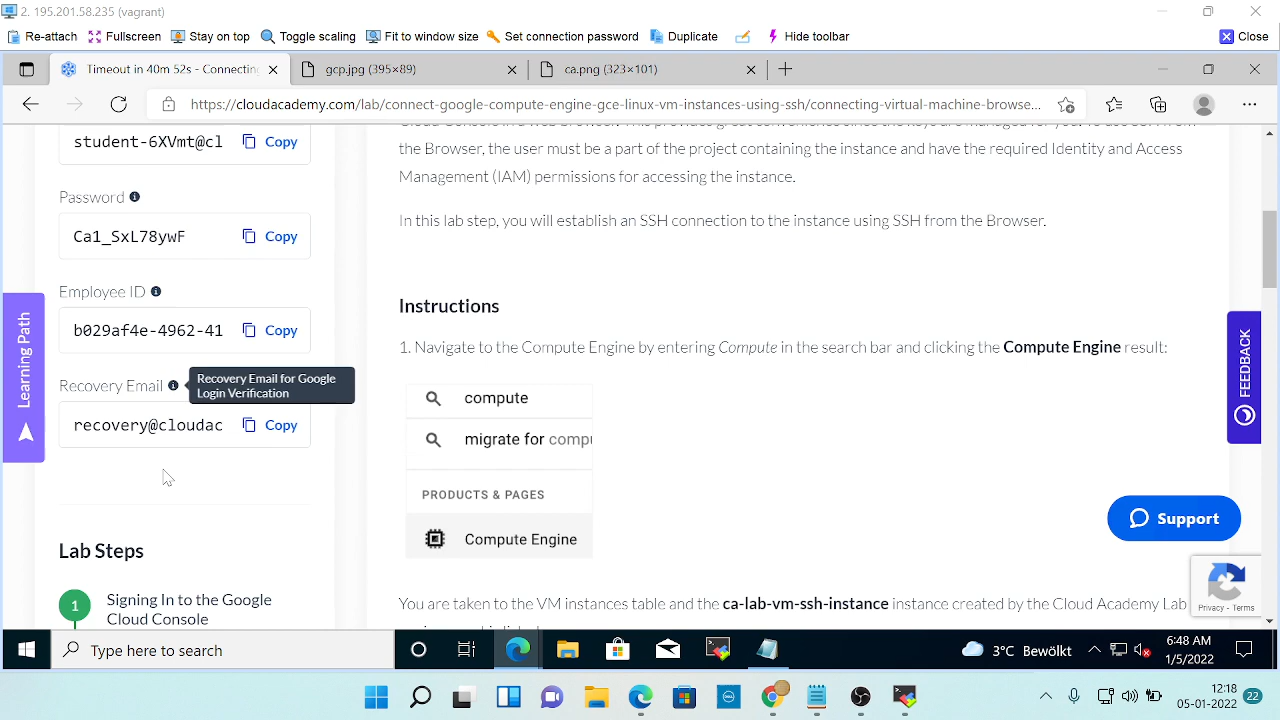 2. 195.201.58.235 (vagrant)
Re-attach Fullscreen Stay on top Toggle scaling Fit to window size Set connection password Duplicate Hide toolbar Close
Timeout in 40m 52s - Connecting gcp.jpg (395×89) ca.png (323×101)
https://cloudacademy.com/lab/connect-google-compute-engine-gce-linux-vm-instances-using-ssh/connecting-virtual-machine-browse...
student-6XVmt@cl Copy
Password
Ca1_SxL78ywF Copy
Employee ID
b029af4e-4962-41 Copy
Recovery Email
Recovery Email for Google
Login Verification
recovery@cloudac Copy
Lab Steps
1
Signing In to the Google
Cloud Console
Learning Path
the Browser, the user must be a part of the project containing the instance and have the required Identity and Access
Management (IAM) permissions for accessing the instance.
In this lab step, you will establish an SSH connection to the instance using SSH from the Browser.
Instructions
1. Navigate to the Compute Engine by entering Compute in the search bar and clicking the Compute Engine result:
compute
migrate for compu
PRODUCTS & PAGES
Compute Engine
You are taken to the VM instances table and the ca-lab-vm-ssh-instance instance created by the Cloud Academy Lab
FEEDBACK
Support
Privacy - Terms
Type here to search
3°C Bewölkt
6:48 AM
1/5/2022
12:18
05-01-2022
22